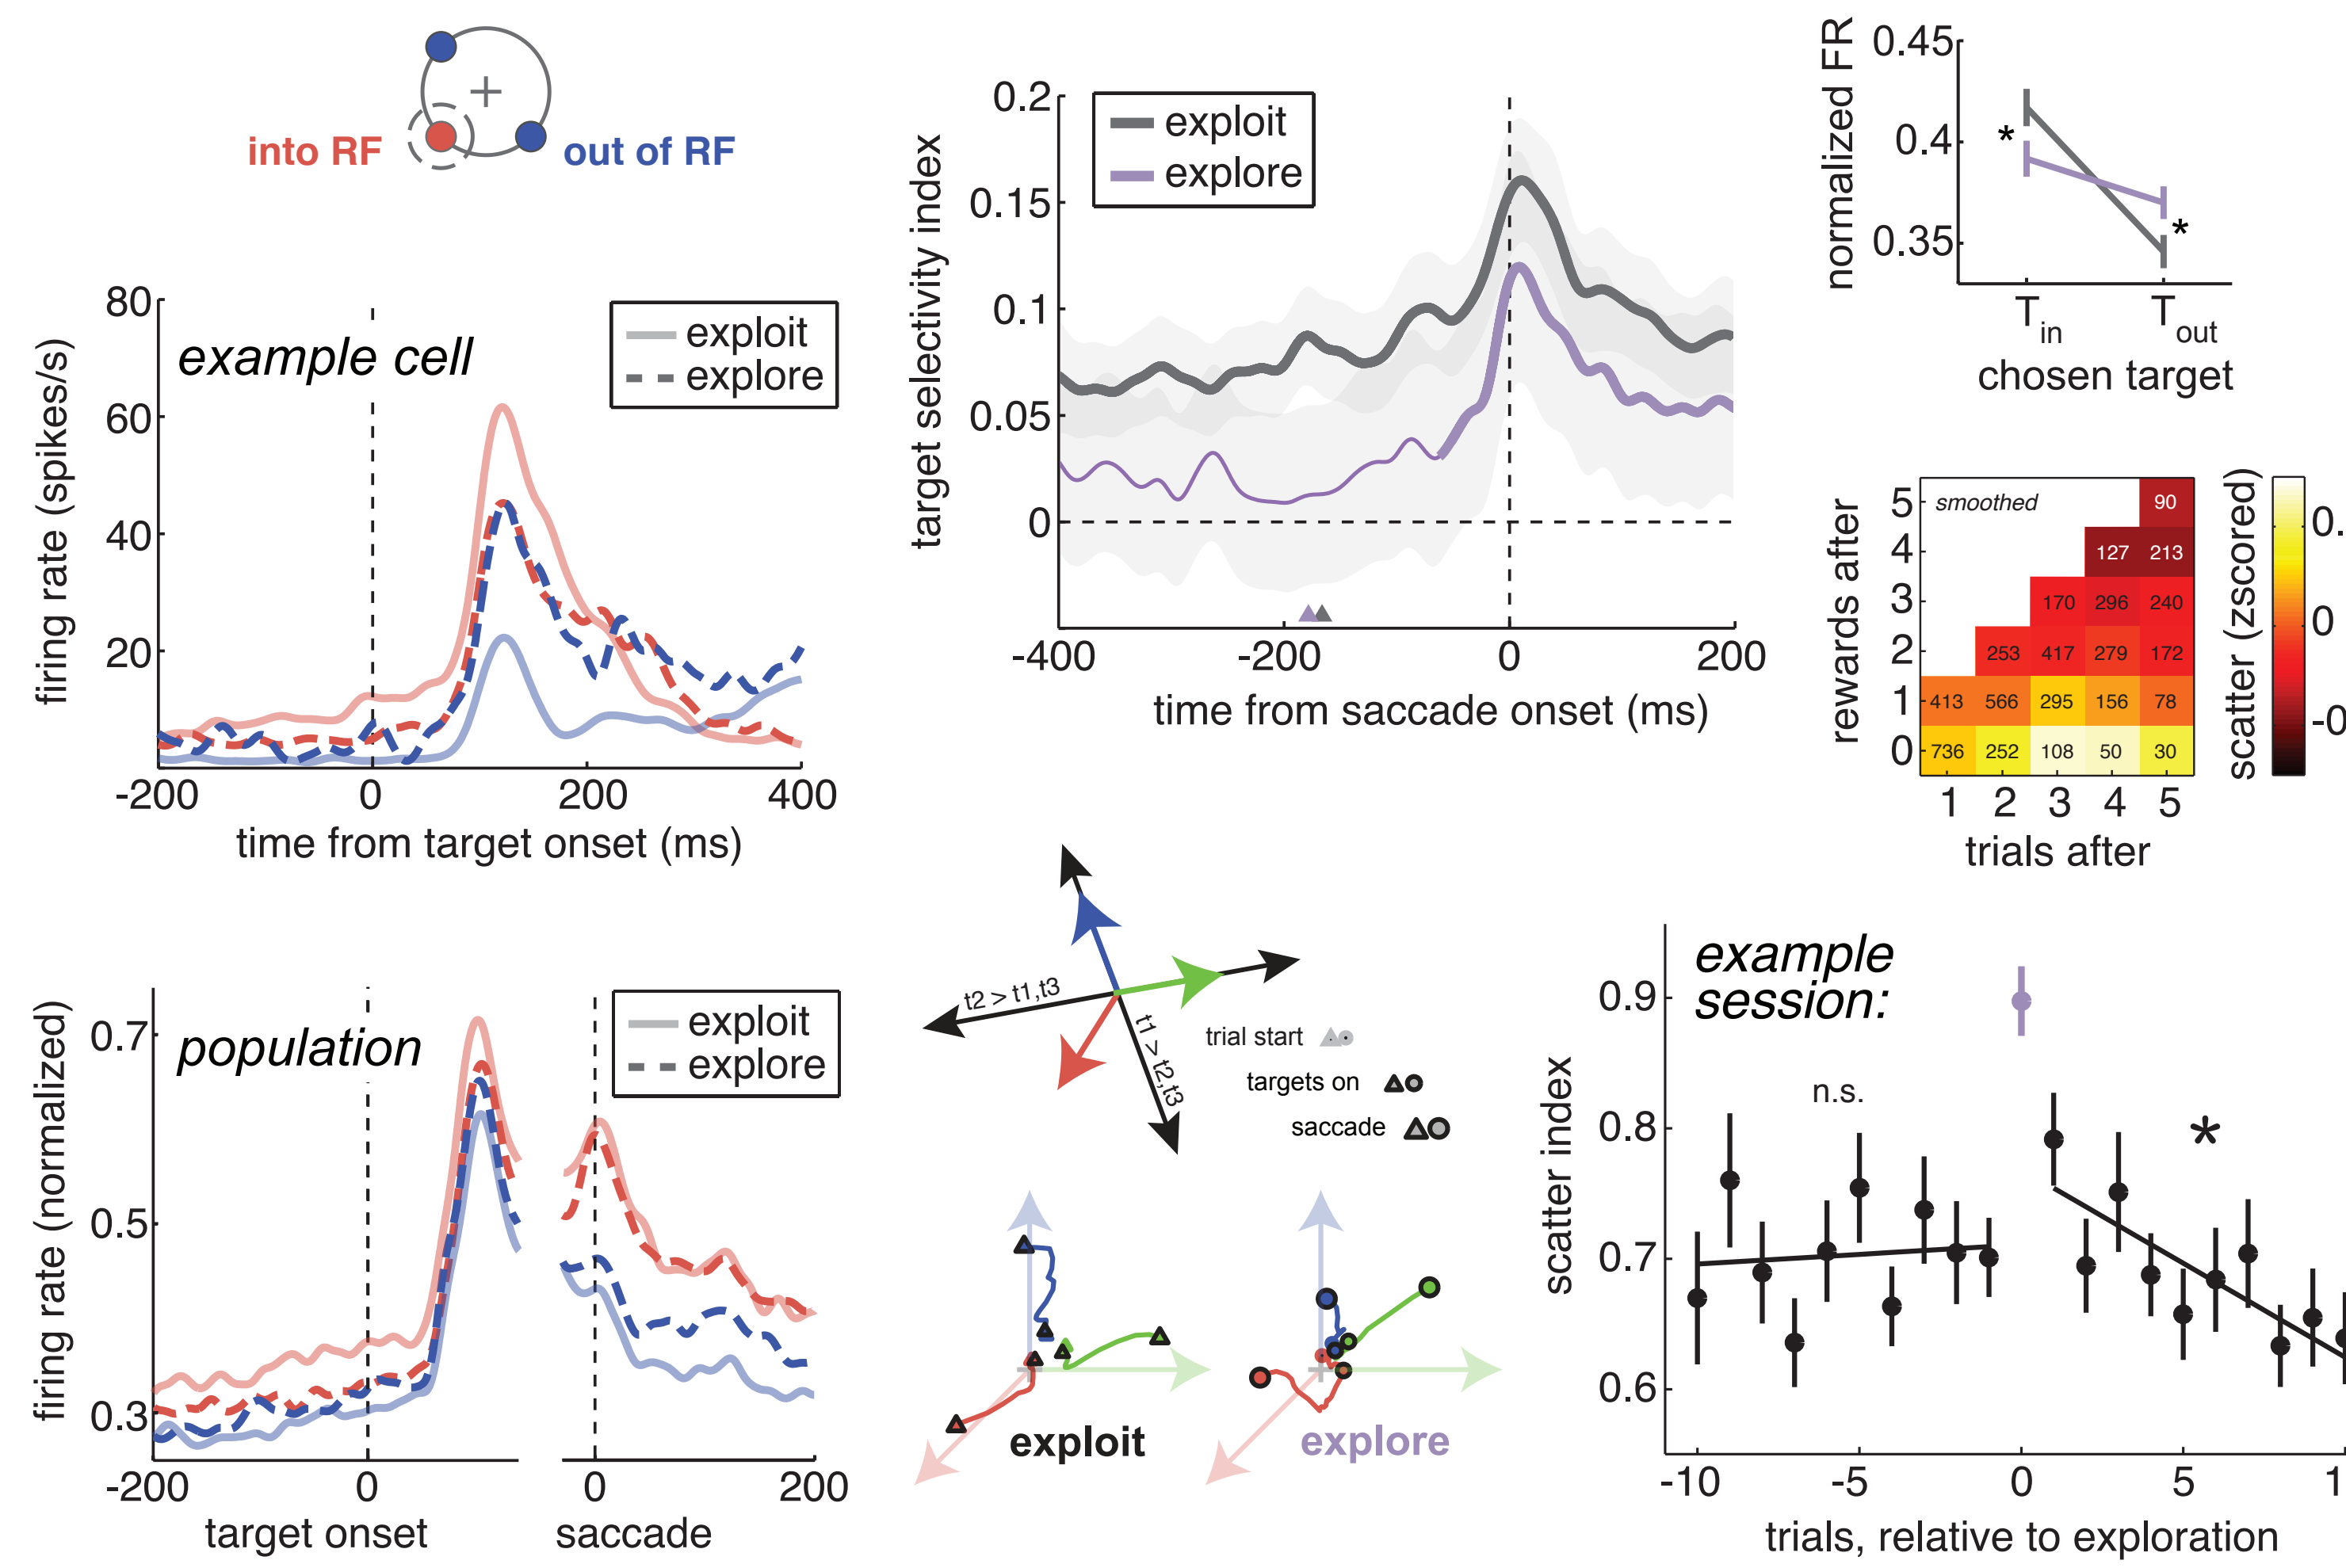 into RF
out of RF
80
60
40
20
firing rate (spikes/s)
example cell
exploit
explore
-200
0
200
400
time from target onset (ms)
0.2
0.15
0.1
0.05
0
target selectivity index
exploit
explore
-400
-200
0
200
time from saccade onset (ms)
0.45
0.4
0.35
normalized FR
*
*
T in
T out
chosen target
5
4
3
2
1
0
rewards after
smoothed
90
127 213
170 296 240
253 417 279 172
413 566 295 156 78
736 252 108 50 30
1 2 3 4 5
trials after
scatter (zscored)
0.
0
-0
0.7
0.5
0.3
firing rate (normalized)
population
exploit
explore
-200
0
0
200
target onset
saccade
t2 > t1,t3
t1 > t2,t3
trial start
targets on
saccade
exploit
explore
0.9
0.8
0.7
0.6
scatter index
example
session:
n.s.
*
-10
-5
0
5
1
trials, relative to exploration